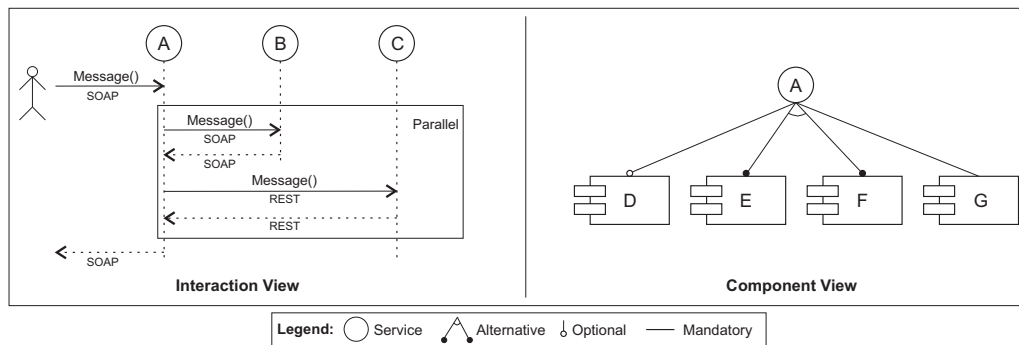 A B C
Message()
SOAP
Parallel
Message()
SOAP
SOAP
Message()
REST
REST
SOAP
Interaction View
A
D E F G
Component View
Legend: Service Alternative Optional Mandatory